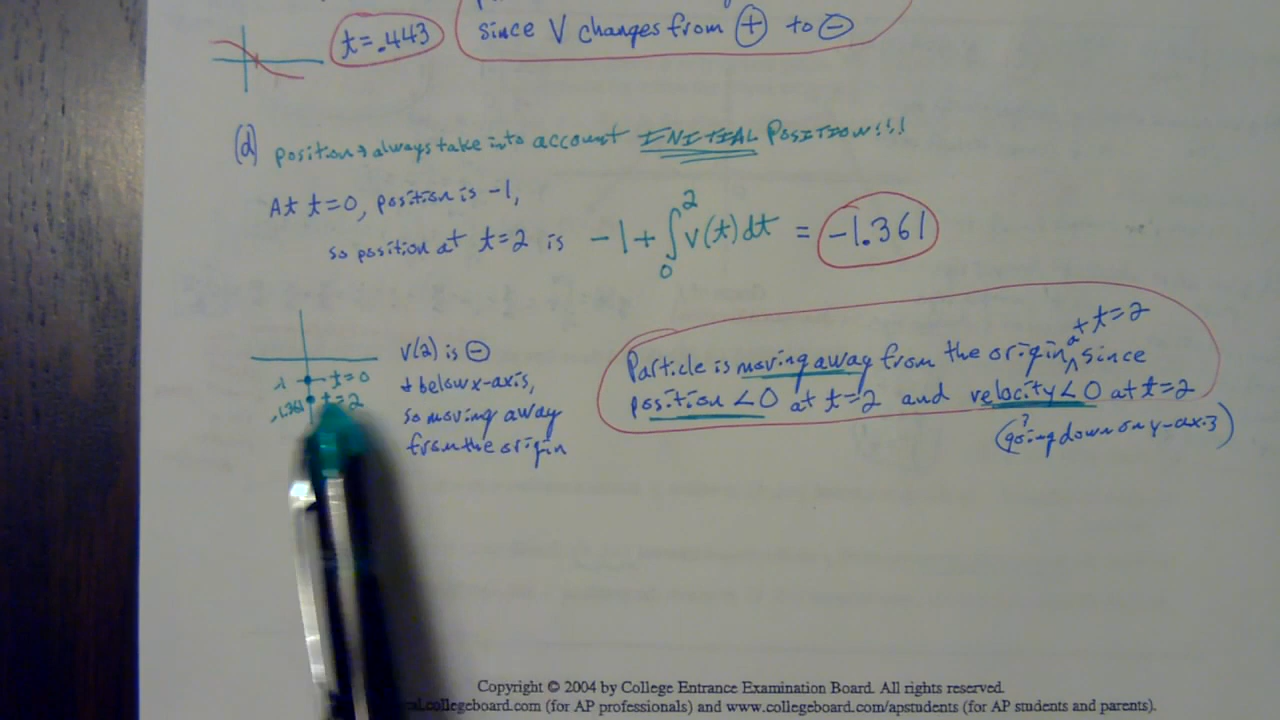 since V changes from ⊕ to ⊖
t=.443
(d) position→always take into account INITIAL POSITION!!!
At t=0, position is -1,
so position at t=2 is -1+∫₀² v(t)dt = -1.361
-1 t=0
-1.361 t=2
v(2) is ⊖
+ below x-axis,
so moving away
from the origin
Particle is moving away from the origin ^ at t=2 since
position <0 at t=2 and velocity <0 at t=2
(going down on y-axis)
Copyright © 2004 by College Entrance Examination Board. All rights reserved.
.collegeboard.com (for AP professionals) and www.collegeboard.com/apstudents (for AP students and parents).